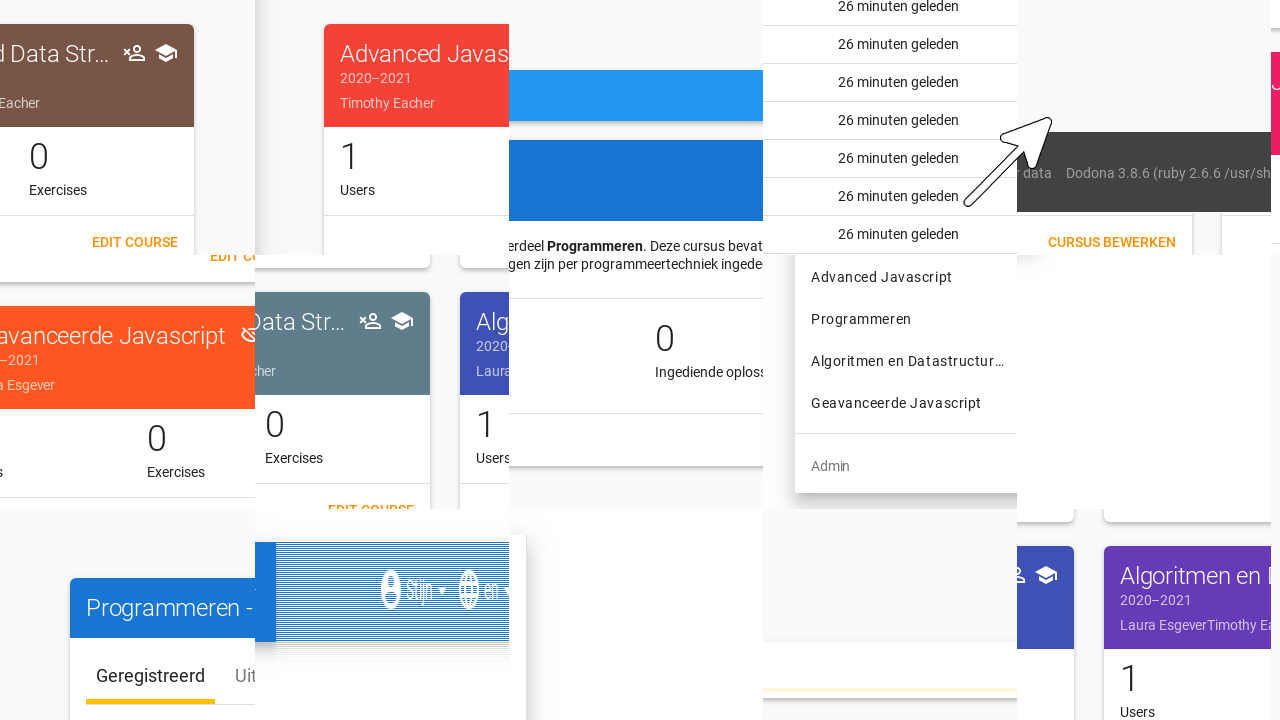 d Data Str...
Eacher
0
Exercises
EDIT COURSE
Advanced Javas
2020–2021
Timothy Eacher
1
Users
erdeel Programmeren. Deze cursus bevat
gen zijn per programmeertechniek ingede
0
Ingediende oploss
26 minuten geleden
26 minuten geleden
26 minuten geleden
26 minuten geleden
26 minuten geleden
26 minuten geleden
26 minuten geleden
r data Dodona 3.8.6 (ruby 2.6.6 /usr/sh
CURSUS BEWERKEN
EDIT CO
avanceerde Javascript
–2021
a Esgever
0
s Exercises
Data Str...
cher
0
Exercises
EDIT COURSE
Alg
2020-
Laura
1
Users
Advanced Javascript
Programmeren
Algoritmen en Datastructur...
Geavanceerde Javascript
Admin
Programmeren -
Geregistreerd Uit
Stijn en
Algoritmen en
2020–2021
Laura EsgeverTimothy Ea
1
Users